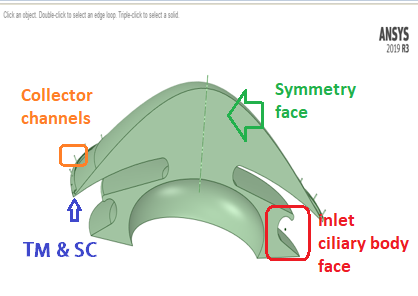 Click an object. Double-click to select an edge loop. Triple-click to select a solid.
ANSYS
2019 R3
Collector
channels
Symmetry
face
TM & SC
Inlet
ciliary body
face